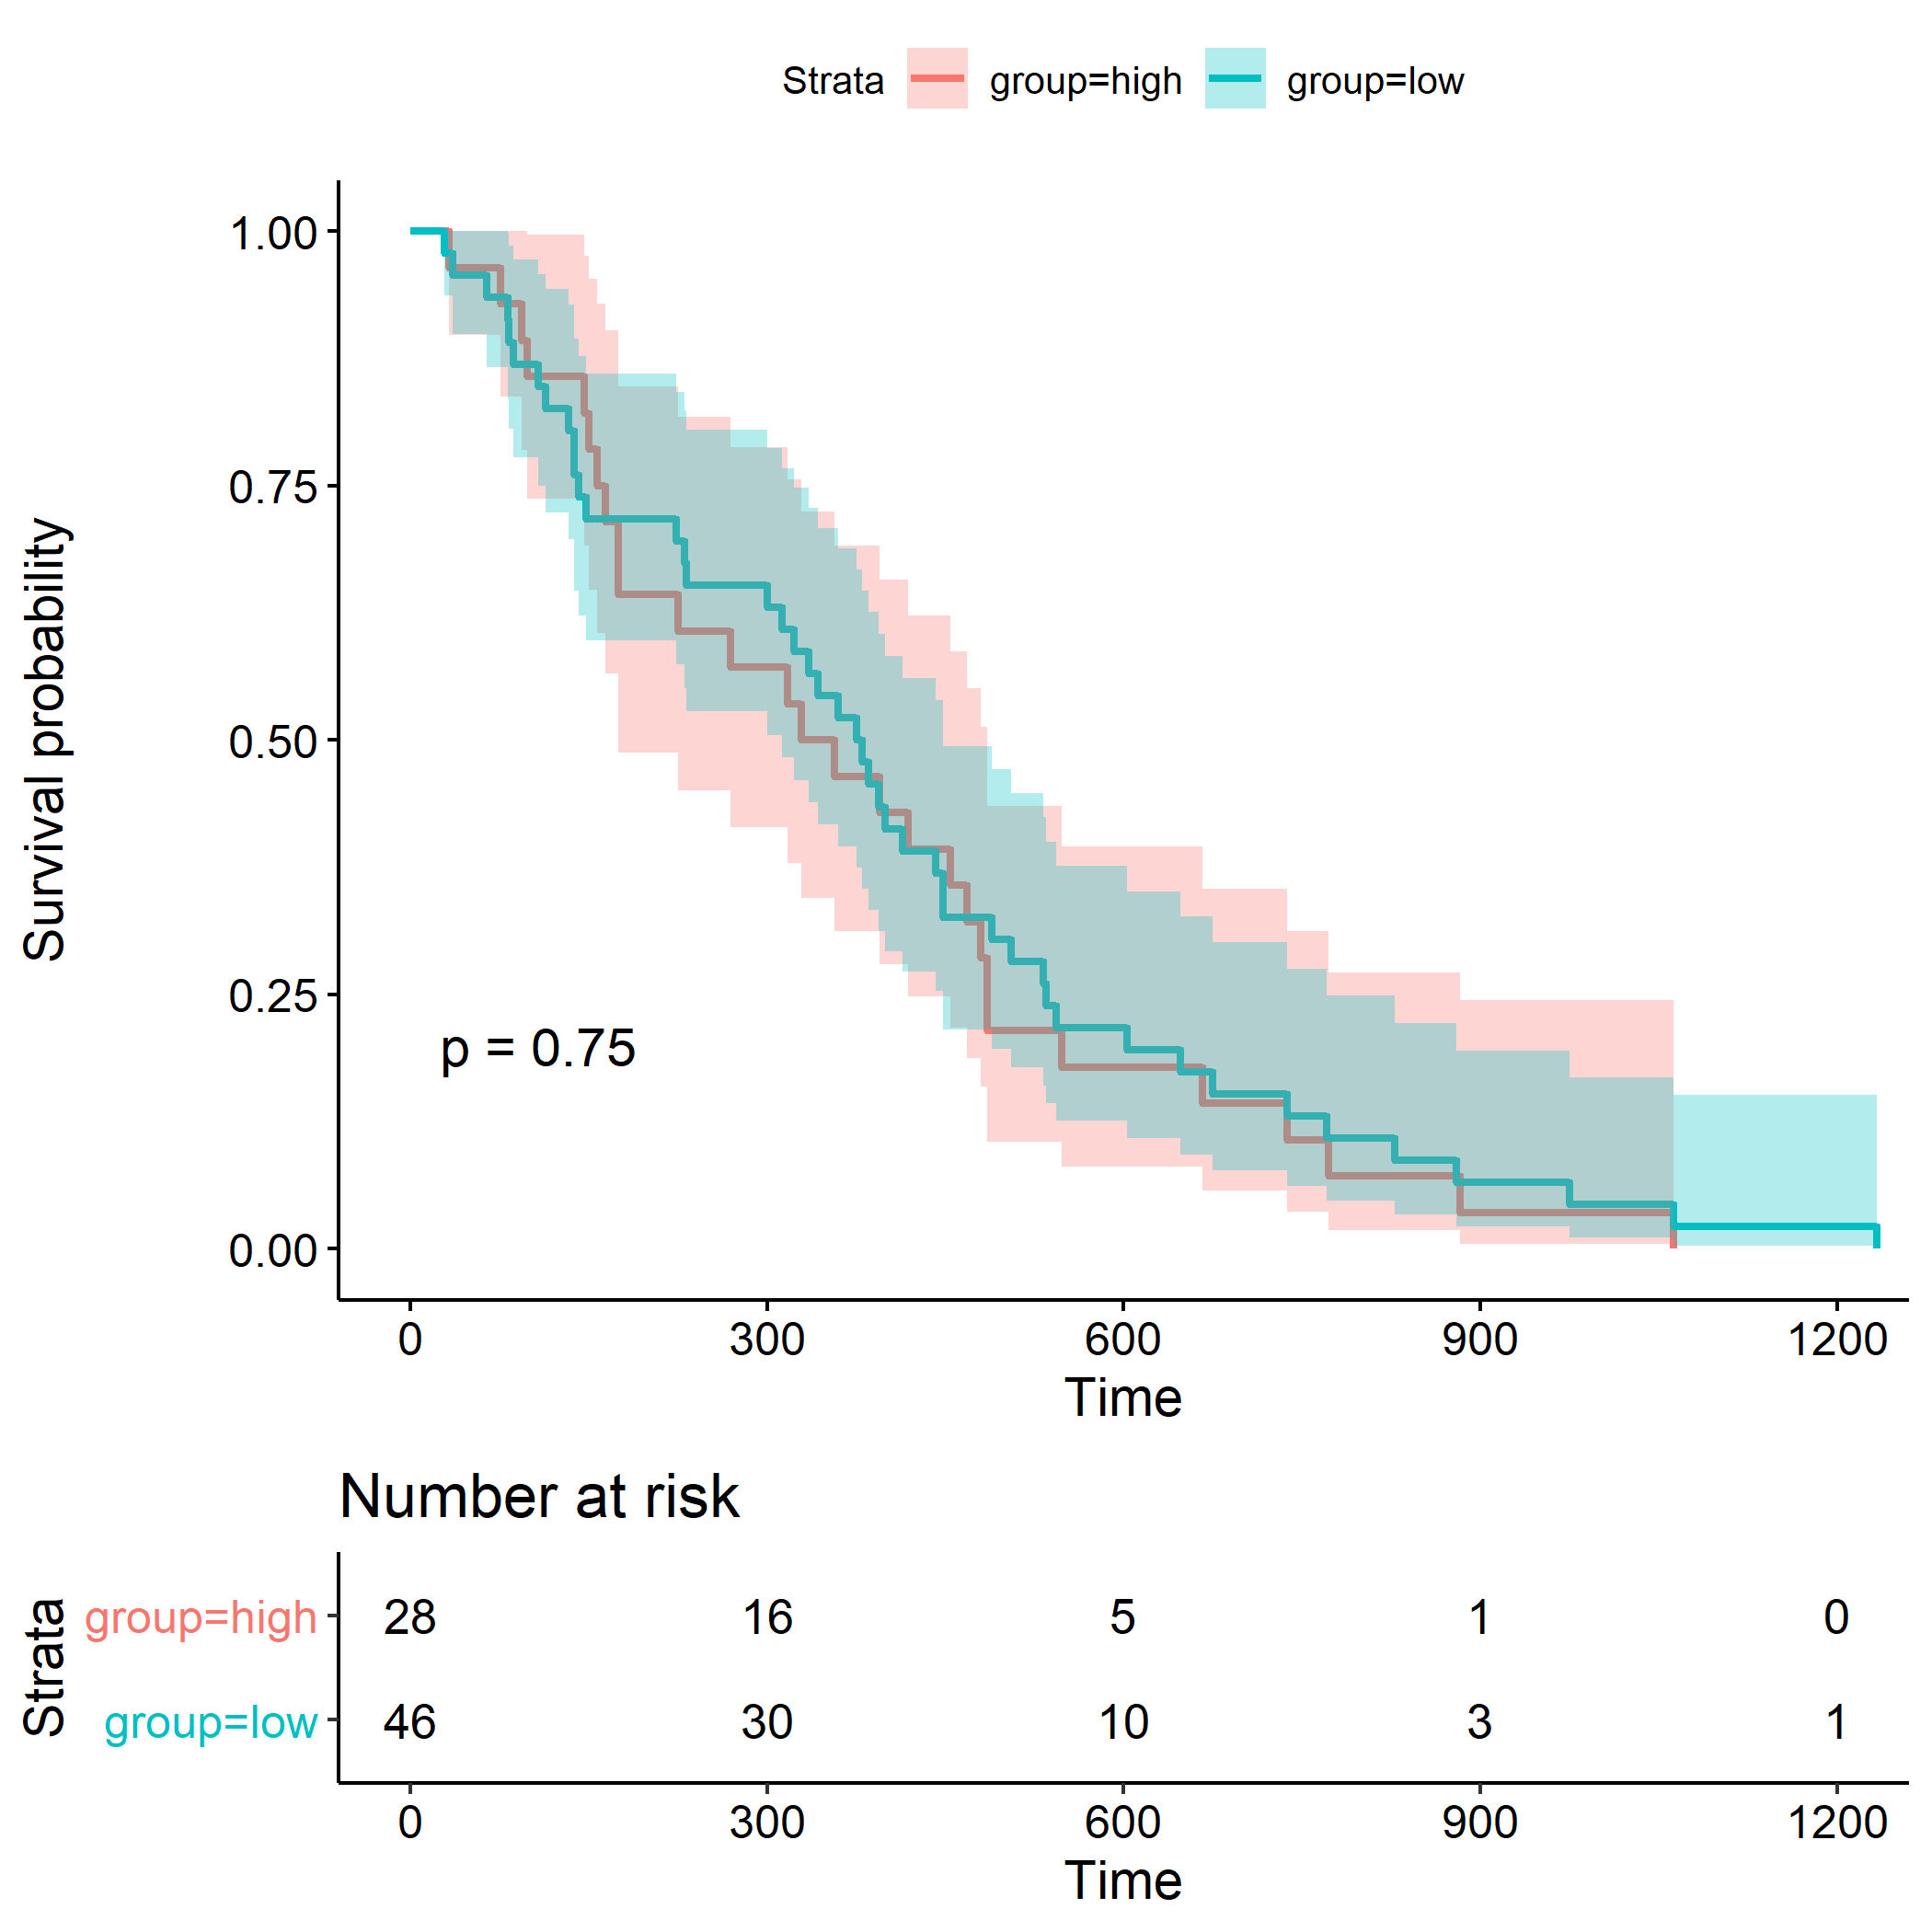 Strata group=high group=low
1.00
0.75
0.50
0.25
0.00
Survival probability
p = 0.75
0 300 600 900 1200
Time
Number at risk
Strata
group=high 28 16 5 1 0
group=low 46 30 10 3 1
0 300 600 900 1200
Time